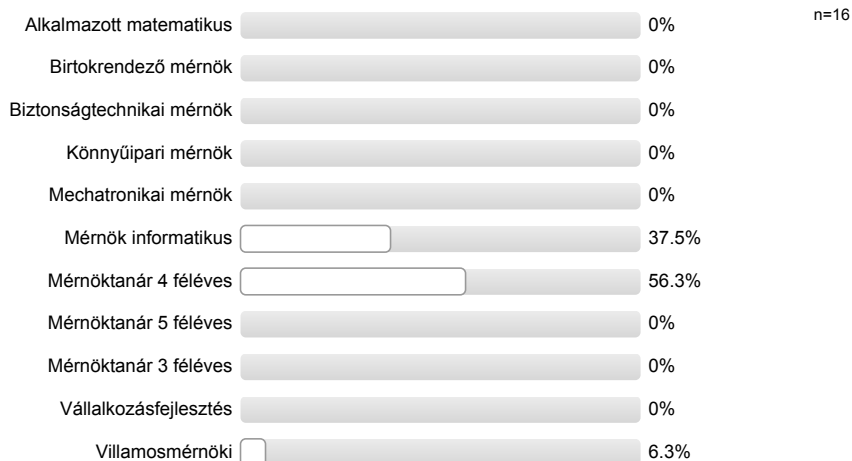 Alkalmazott matematikus 0% n=16
Birtokrendező mérnök 0%
Biztonságtechnikai mérnök 0%
Könnyűipari mérnök 0%
Mechatronikai mérnök 0%
Mérnök informatikus 37.5%
Mérnöktanár 4 féléves 56.3%
Mérnöktanár 5 féléves 0%
Mérnöktanár 3 féléves 0%
Vállalkozásfejlesztés 0%
Villamosmérnöki 6.3%